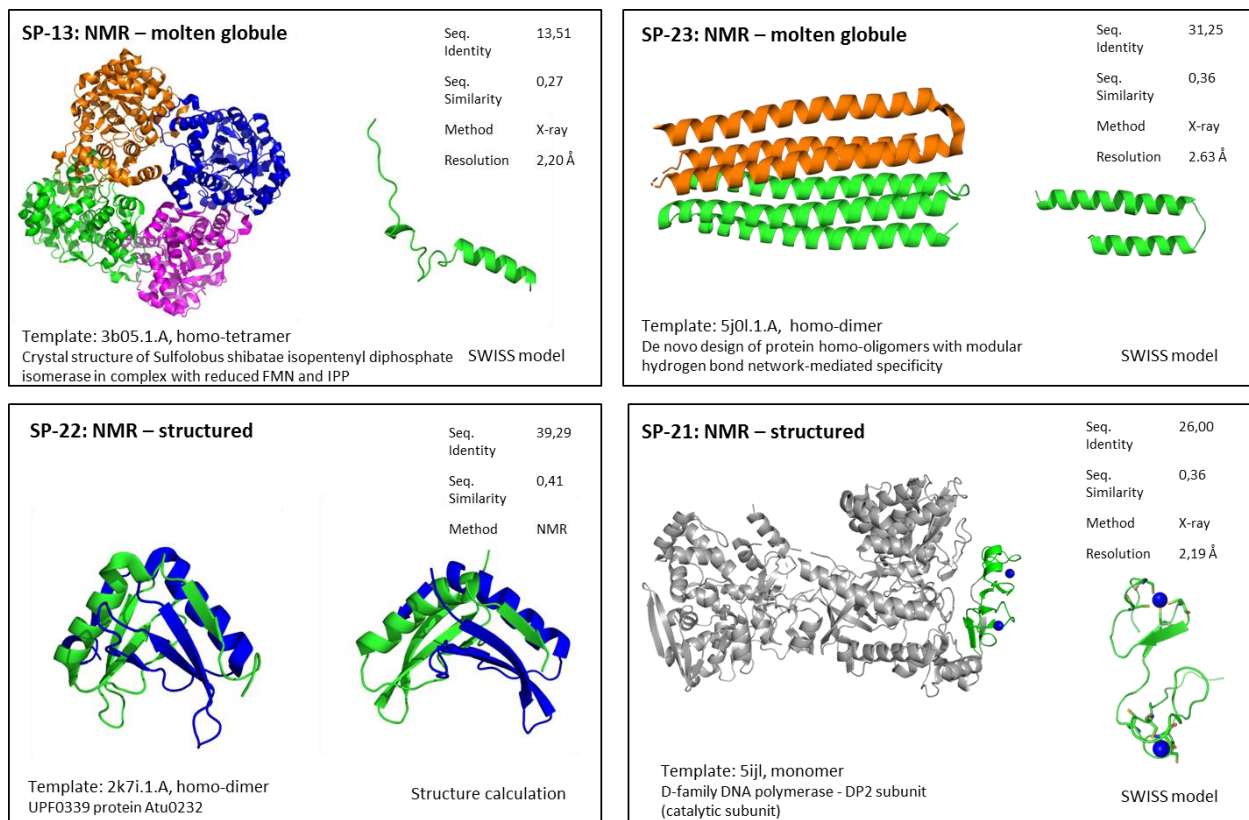 SP-13: NMR – molten globule
Seq. Identity 13,51
Seq. Similarity 0,27
Method X-ray
Resolution 2,20 Å
Template: 3b05.1.A, homo-tetramer
Crystal structure of Sulfolobus shibatae isopentenyl diphosphate
isomerase in complex with reduced FMN and IPP
SWISS model
SP-23: NMR – molten globule
Seq. Identity 31,25
Seq. Similarity 0,36
Method X-ray
Resolution 2.63 Å
Template: 5j0l.1.A, homo-dimer
De novo design of protein homo-oligomers with modular
hydrogen bond network-mediated specificity
SWISS model
SP-22: NMR – structured
Seq. Identity 39,29
Seq. Similarity 0,41
Method NMR
Template: 2k7i.1.A, homo-dimer
UPF0339 protein Atu0232
Structure calculation
SP-21: NMR – structured
Seq. Identity 26,00
Seq. Similarity 0,36
Method X-ray
Resolution 2,19 Å
Template: 5ijl, monomer
D-family DNA polymerase - DP2 subunit
(catalytic subunit)
SWISS model